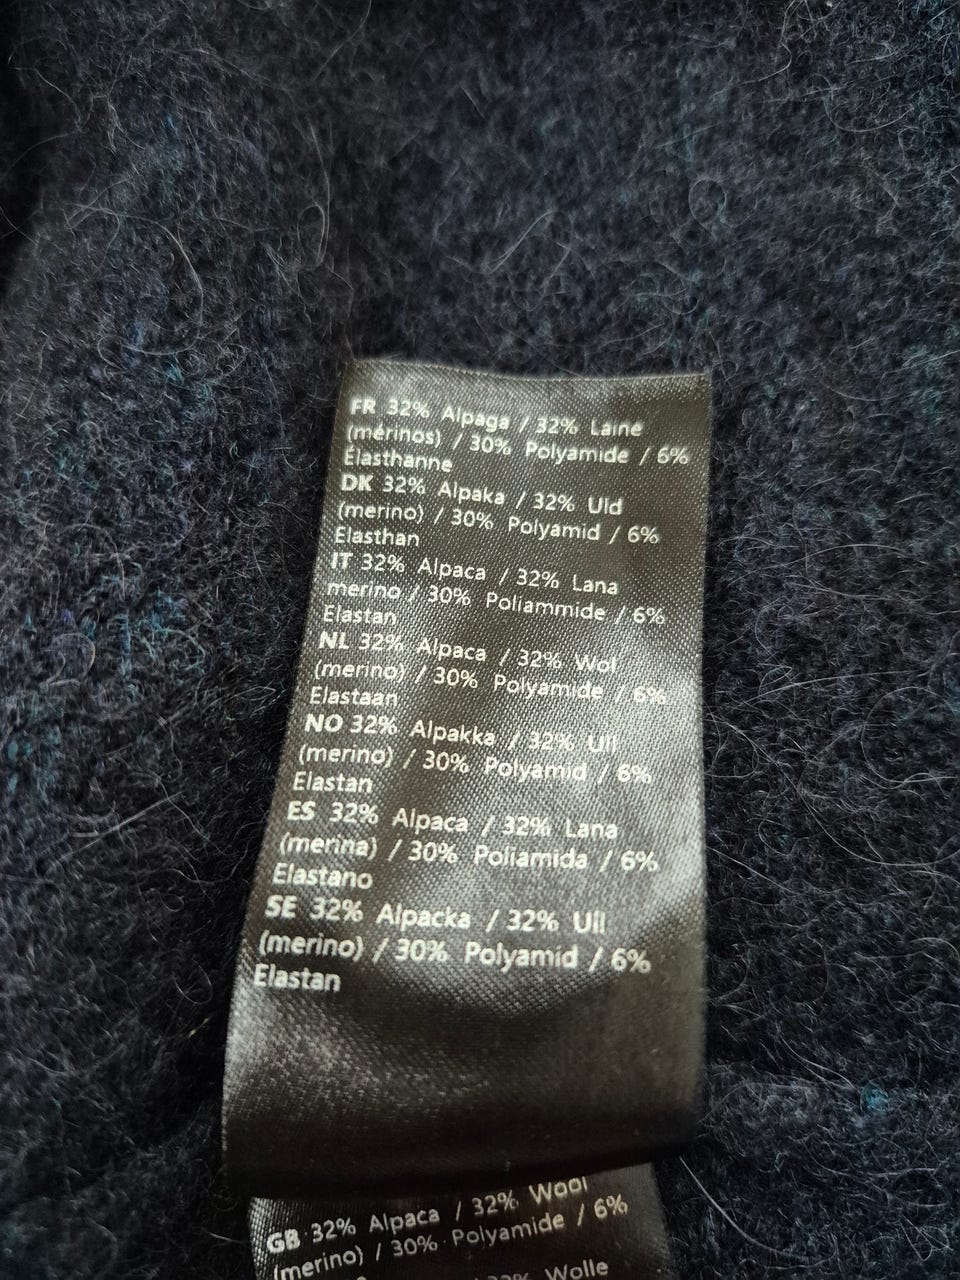 FR 32% Alpaga / 32% Laine
(mérinos) / 30% Polyamide / 6%
Élasthanne
DK 32% Alpaka / 32% Uld
(merino) / 30% Polyamid / 6%
Elasthan
IT 32% Alpaca / 32% Lana
merino / 30% Poliammide / 6%
Elastan
NL 32% Alpaca / 32% Wol
(merino) / 30% Polyamide / 6%
Elastaan
NO 32% Alpakka / 32% Ull
(merino) / 30% Polyamid / 6%
Elastan
ES 32% Alpaca / 32% Lana
(merina) / 30% Poliamida / 6%
Elastano
SE 32% Alpacka / 32% Ull
(merino) / 30% Polyamid / 6%
Elastan
GB 32% Alpaca / 32% Wool
(merino) / 30% Polyamide / 6%
/ 32% Wolle